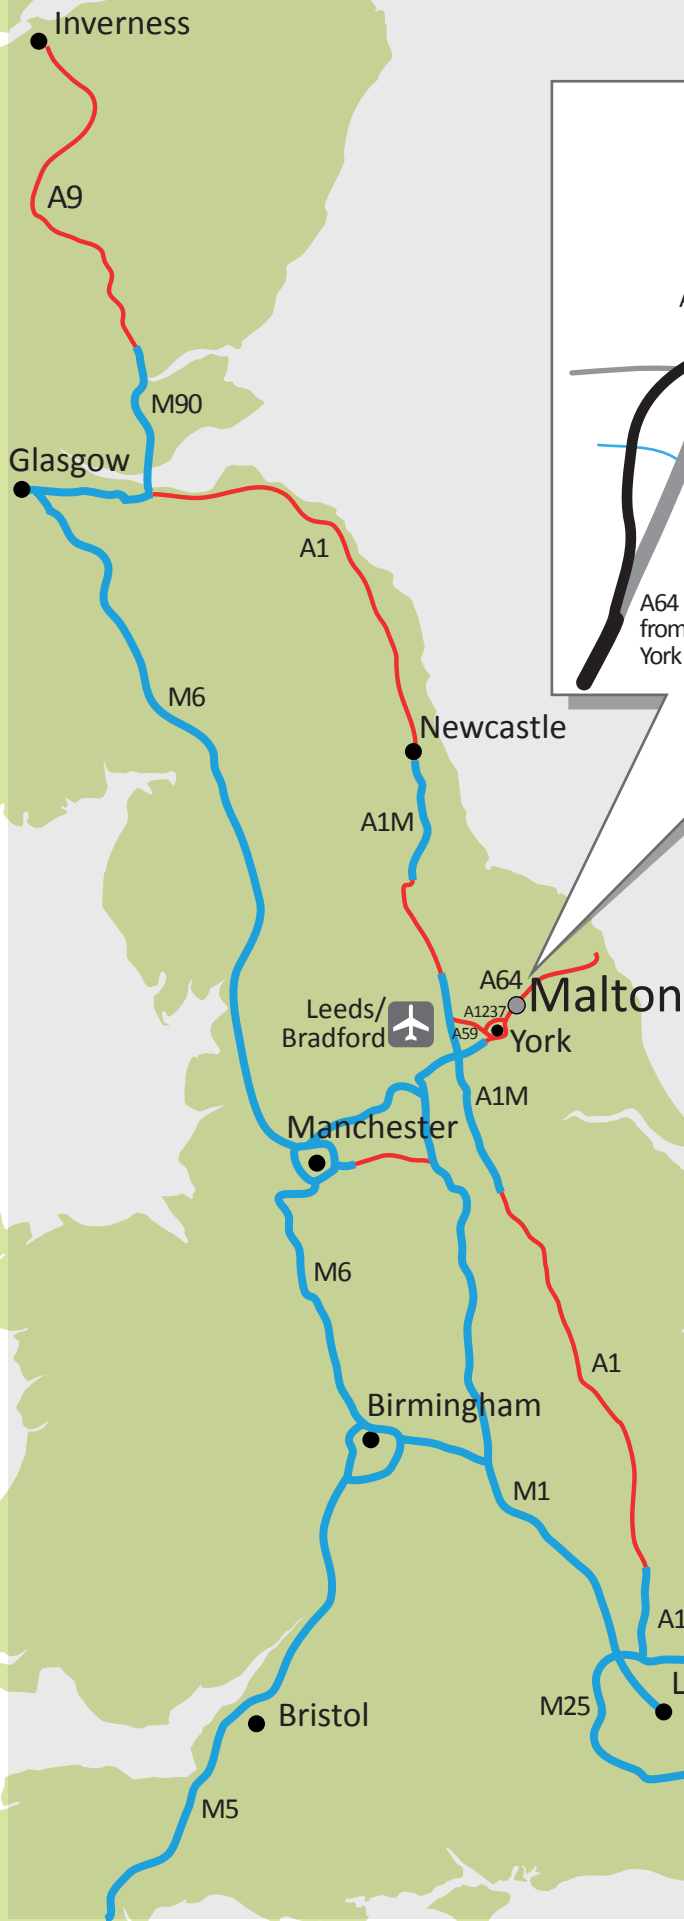 Inverness
A9
M90
Glasgow
A1
A64
from
York
M6
Newcastle
A1M
A64
Malton
Leeds/
Bradford
A1237
A59
York
A1M
Manchester
M6
A1
Birmingham
M1
A1
L
M25
Bristol
M5